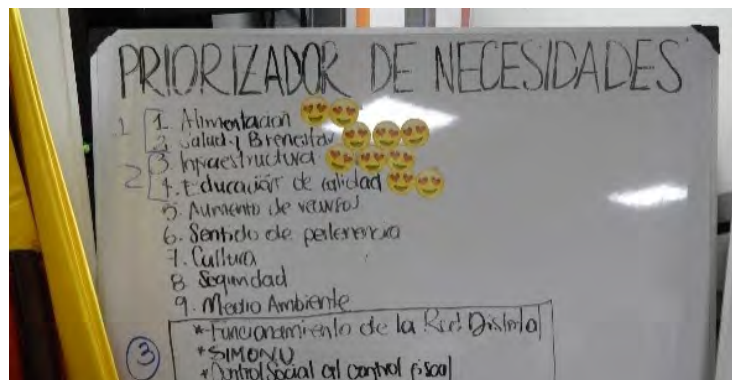 PRIORIZADOR DE NECESIDADES
1 1. Alimentacion
2. Salud y Bienestar
3. Infraestructura
2 4. Educación de calidad
5. Aumento de recursos
6. Sentido de pertenencia
7. Cultura
8 Seguridad
9. Medio Ambiente
*Funcionamiento de la Red Distrital
3 *SIMONU
*Control Social al control fiscal